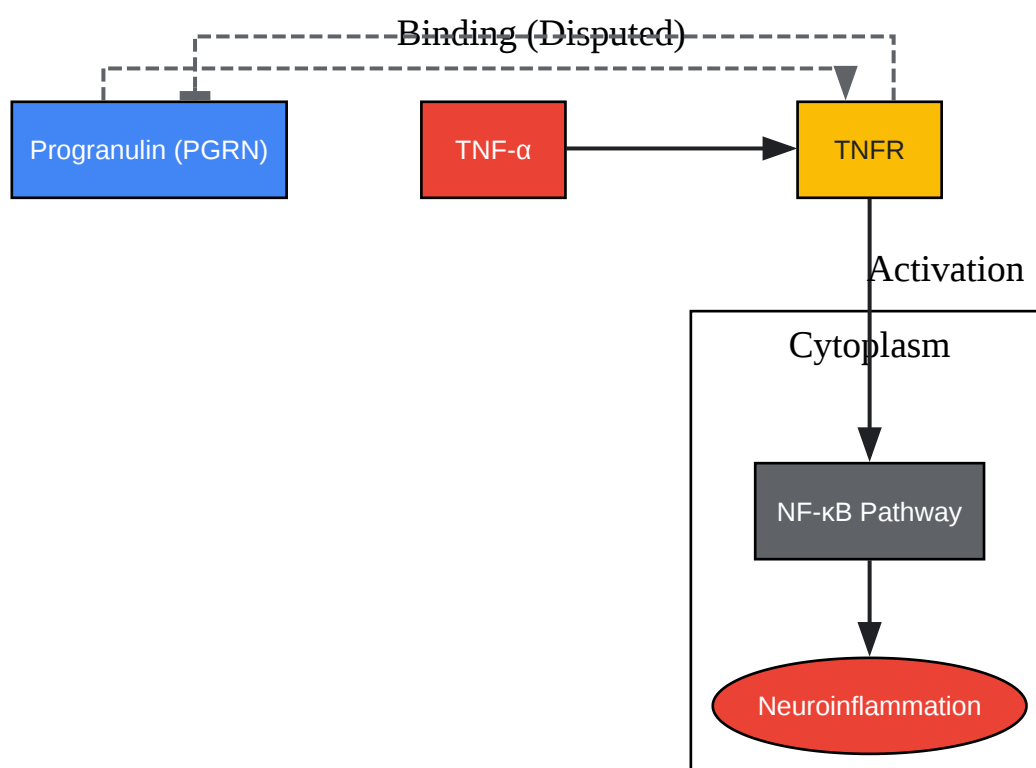 Binding (Disputed)
Progranulin (PGRN)
TNF-α
TNFR
Activation
Cytoplasm
NF-κB Pathway
Neuroinflammation